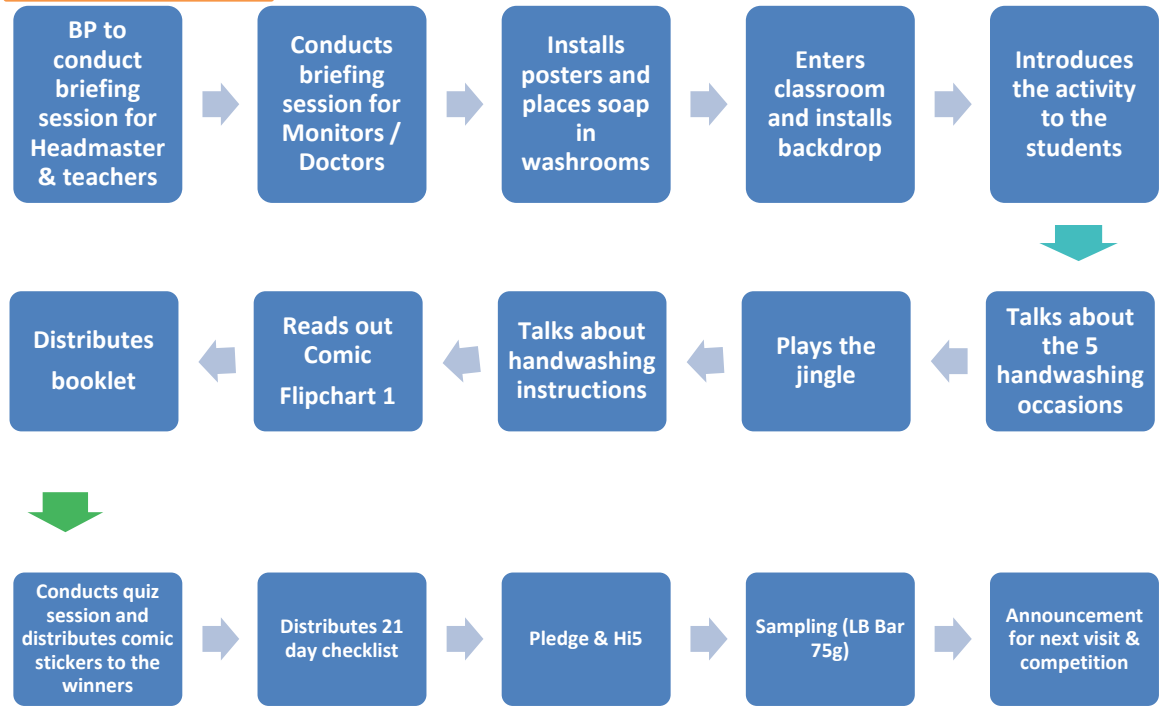 BP to
conduct
briefing
session for
Headmaster
& teachers
Conducts
briefing
session for
Monitors /
Doctors
Installs
posters and
places soap
in
washrooms
Enters
classroom
and installs
backdrop
Introduces
the activity
to the
students
Talks about
the 5
handwashing
occasions
Plays the
jingle
Talks about
handwashing
instructions
Reads out
Comic
Flipchart 1
Distributes
booklet
Conducts quiz
session and
distributes comic
stickers to the
winners
Distributes 21
day checklist
Pledge & Hi5
Sampling (LB Bar
75g)
Announcement
for next visit &
competition